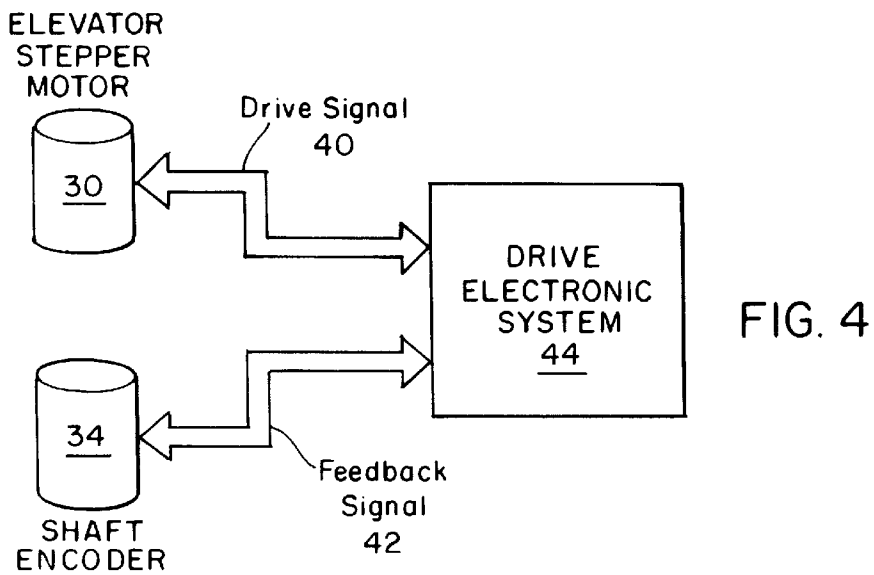 ELEVATOR
STEPPER
MOTOR
30
Drive Signal
40
DRIVE
ELECTRONIC
SYSTEM
44
FIG. 4
34
SHAFT
ENCODER
Feedback
Signal
42